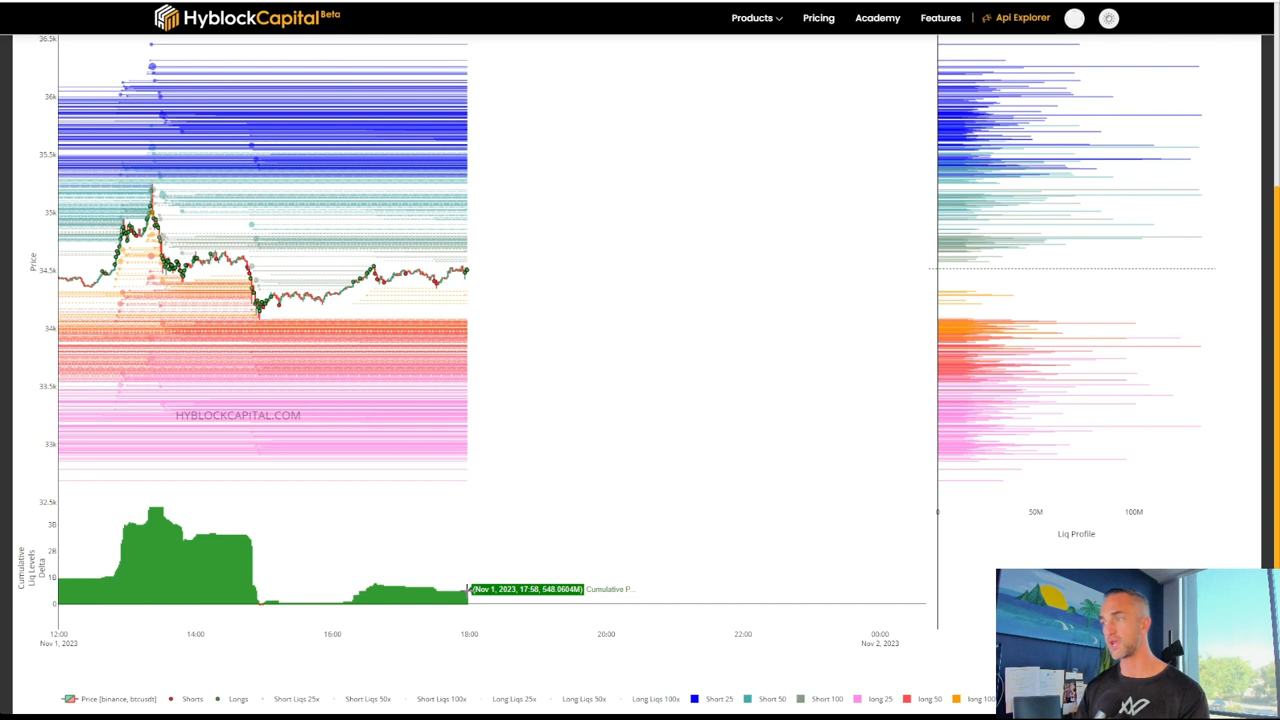 HyblockCapital Beta
Products Pricing Academy Features Api Explorer
36.5k
36k
35.5k
35k
34.5k
34k
33.5k
33k
32.5k
Price
HYBLOCKCAPITAL.COM
3B
2B
1B
0
Cumulative
Liq Levels
Delta
(Nov 1, 2023, 17:58, 548.0604M) Cumulative P...
12:00 14:00 16:00 18:00 20:00 22:00 00:00
Nov 1, 2023 Nov 2, 2023
0 50M 100M
Liq Profile
Price [binance, btcusdt] Shorts Longs Short Liqs 25x Short Liqs 50x Short Liqs 100x Long Liqs 25x Long Liqs 50x Long Liqs 100x Short 25 Short 50 Short 100 long 25 long 50 long 100